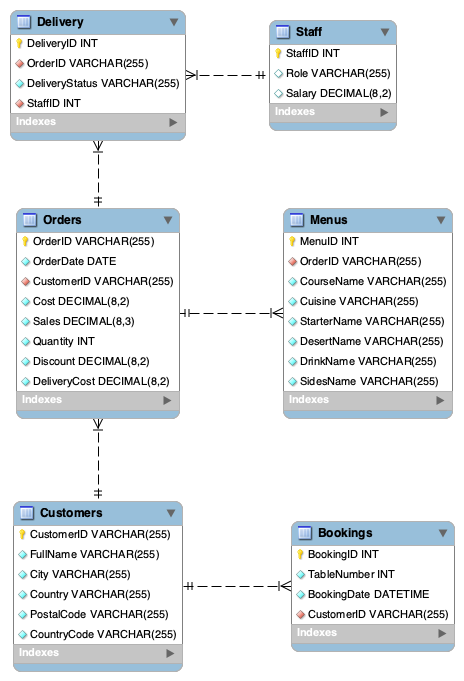 Delivery
DeliveryID INT
OrderID VARCHAR(255)
DeliveryStatus VARCHAR(255)
StaffID INT
Indexes
Staff
StaffID INT
Role VARCHAR(255)
Salary DECIMAL(8,2)
Indexes
Orders
OrderID VARCHAR(255)
OrderDate DATE
CustomerID VARCHAR(255)
Cost DECIMAL(8,2)
Sales DECIMAL(8,3)
Quantity INT
Discount DECIMAL(8,2)
DeliveryCost DECIMAL(8,2)
Indexes
Menus
MenuID INT
OrderID VARCHAR(255)
CourseName VARCHAR(255)
Cuisine VARCHAR(255)
StarterName VARCHAR(255)
DesertName VARCHAR(255)
DrinkName VARCHAR(255)
SidesName VARCHAR(255)
Indexes
Customers
CustomerID VARCHAR(255)
FullName VARCHAR(255)
City VARCHAR(255)
Country VARCHAR(255)
PostalCode VARCHAR(255)
CountryCode VARCHAR(255)
Indexes
Bookings
BookingID INT
TableNumber INT
BookingDate DATETIME
CustomerID VARCHAR(255)
Indexes